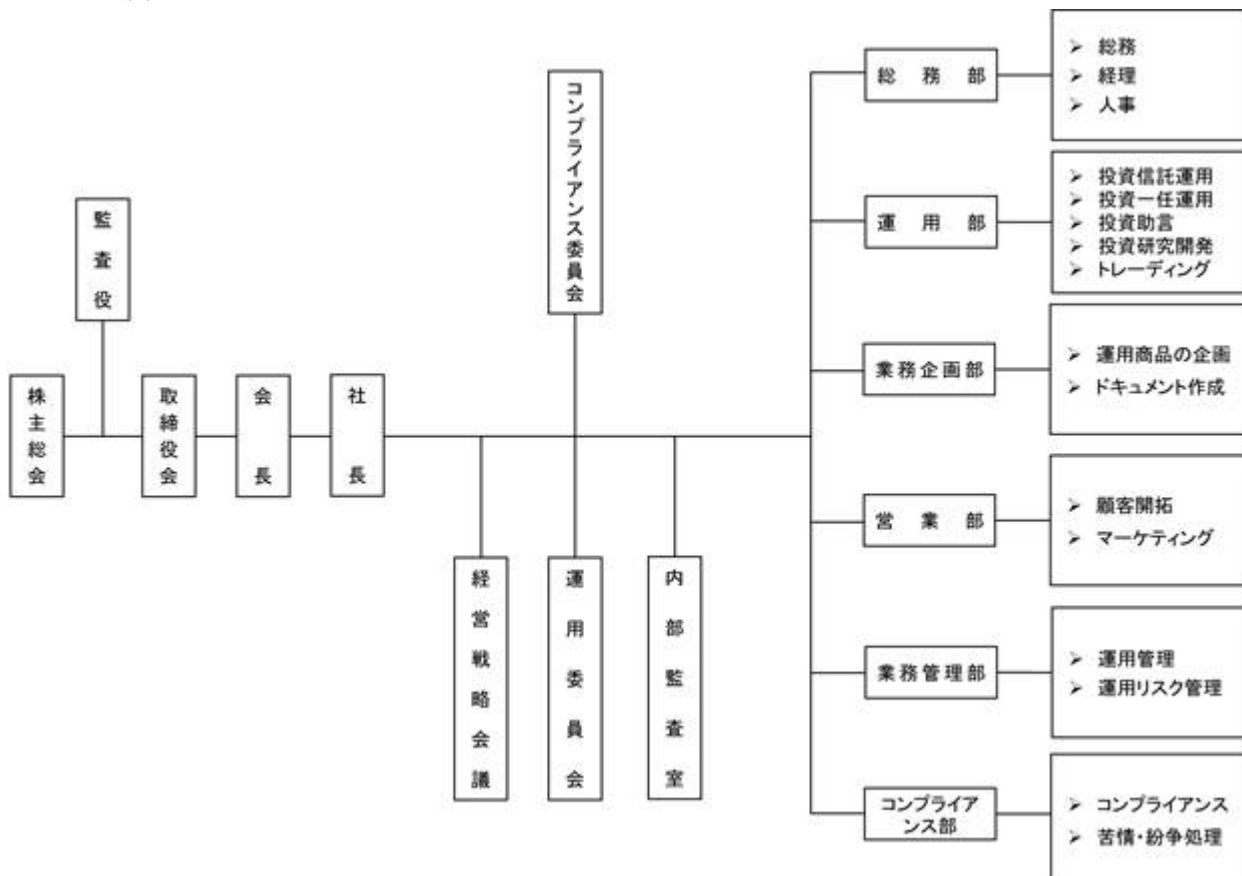 株主総会
監査役
取締役会
会長
社長
コンプライアンス委員会
経営戦略会議
運用委員会
内部監査室
総務部
➢ 総務
➢ 経理
➢ 人事
運用部
➢ 投資信託運用
➢ 投資一任運用
➢ 投資助言
➢ 投資研究開発
➢ トレーディング
業務企画部
➢ 運用商品の企画
➢ ドキュメント作成
営業部
➢ 顧客開拓
➢ マーケティング
業務管理部
➢ 運用管理
➢ 運用リスク管理
コンプライア
ンス部
➢ コンプライアンス
➢ 苦情・紛争処理